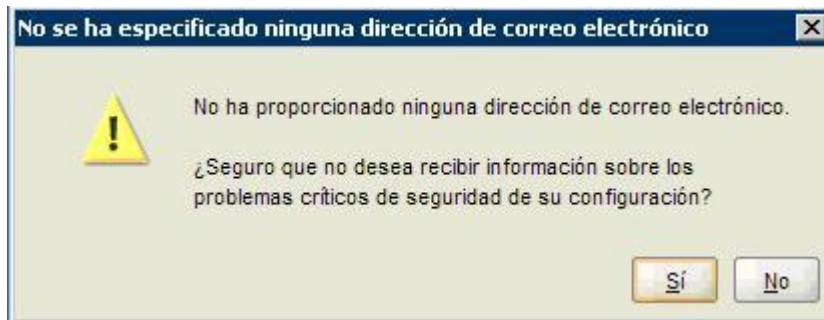 No se ha especificado ninguna dirección de correo electrónico
No ha proporcionado ninguna dirección de correo electrónico.
¿Seguro que no desea recibir información sobre los
problemas críticos de seguridad de su configuración?
Sí
No